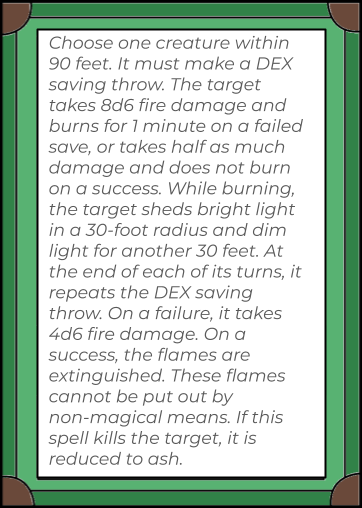 Choose one creature within
90 feet. It must make a DEX
saving throw. The target
takes 8d6 fire damage and
burns for 1 minute on a failed
save, or takes half as much
damage and does not burn
on a success. While burning,
the target sheds bright light
in a 30-foot radius and dim
light for another 30 feet. At
the end of each of its turns, it
repeats the DEX saving
throw. On a failure, it takes
4d6 fire damage. On a
success, the flames are
extinguished. These flames
cannot be put out by
non-magical means. If this
spell kills the target, it is
reduced to ash.